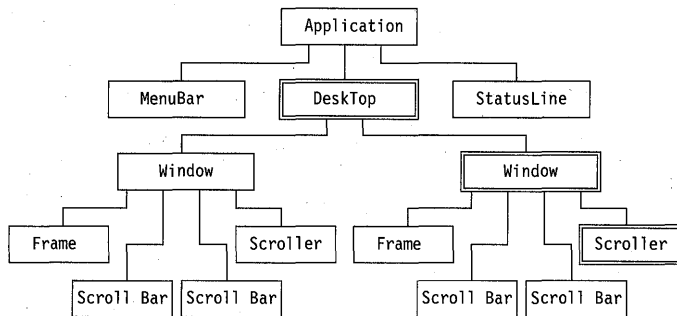 Application
MenuBar
DeskTop
StatusLine
Window
Window
Frame
Scroller
Frame
Scroller
Scroll Bar
Scroll Bar
Scroll Bar
Scroll Bar